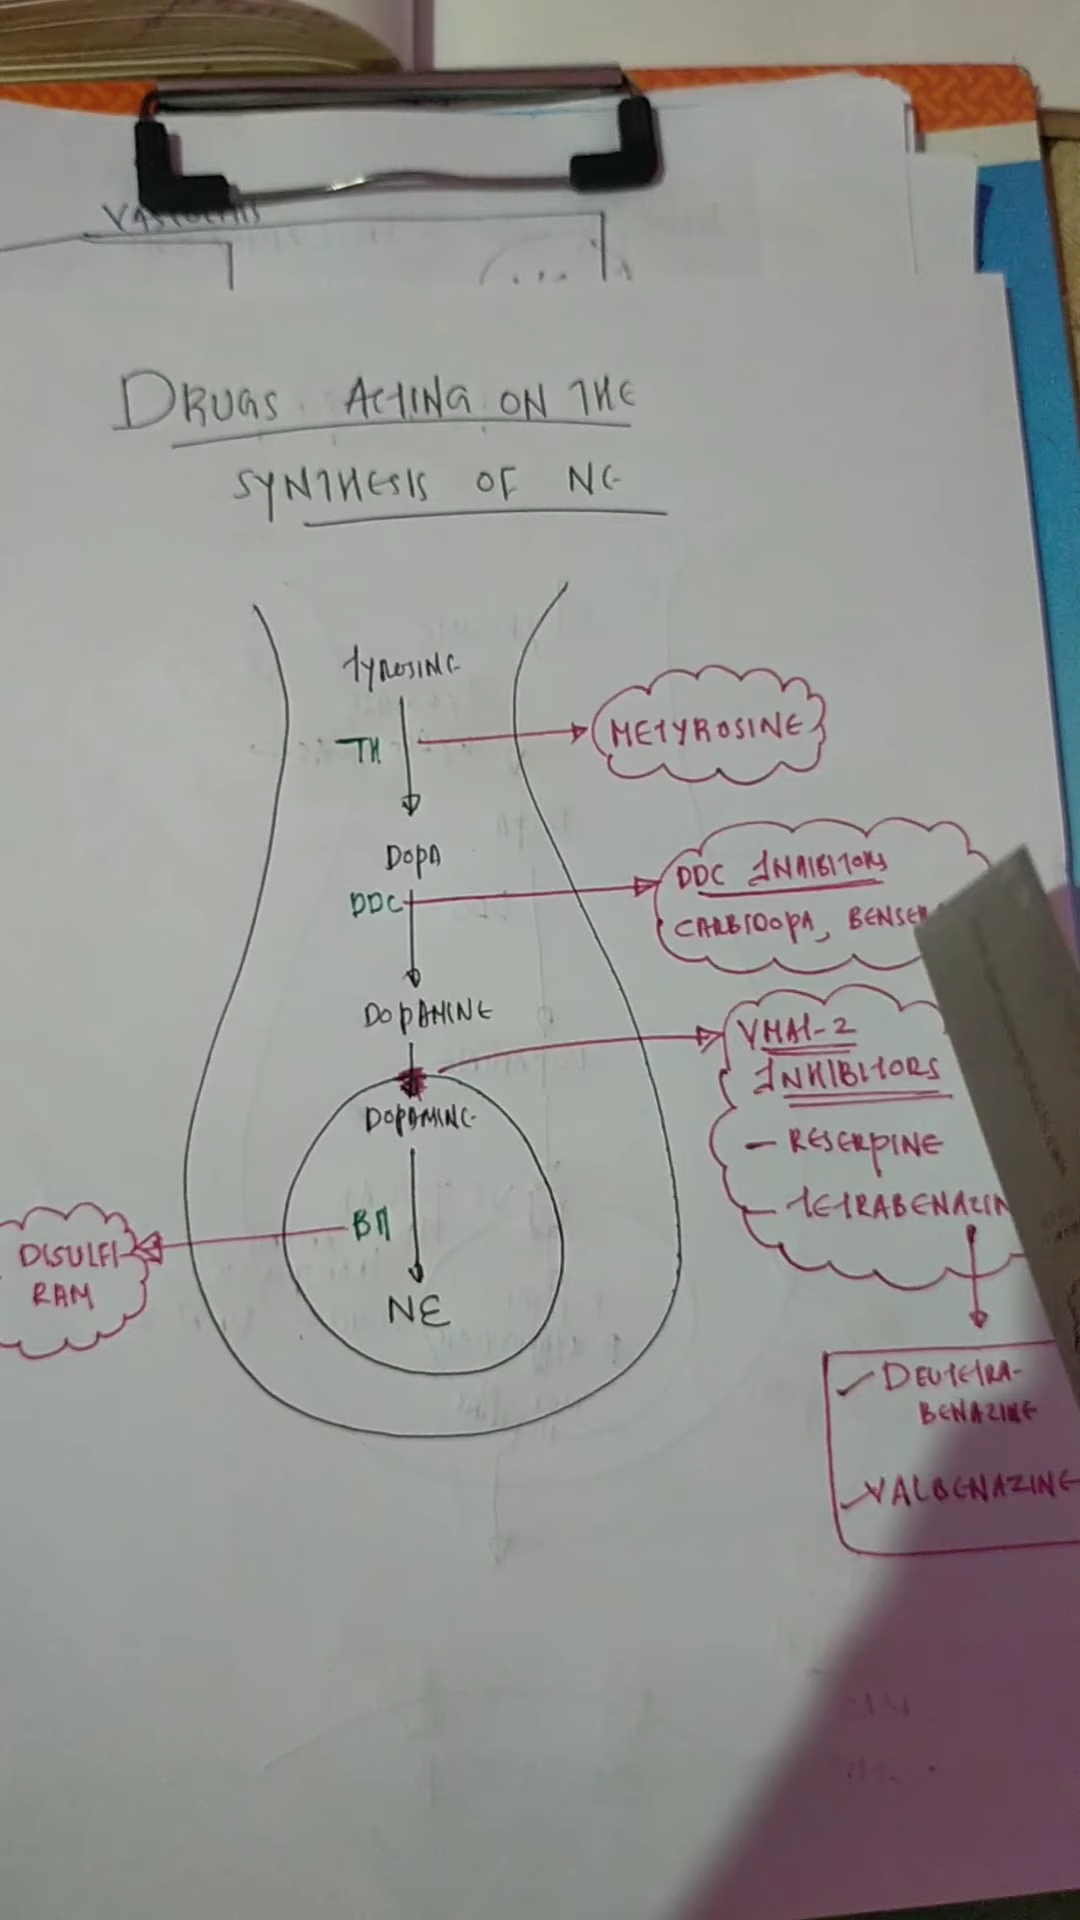 DRUGS ACTING ON THE
SYNTHESIS OF NE
TYROSINE
TH
METYROSINE
DOPA
DDC
DDC INHIBITORS
CARBIDOPA,
DOPAMINE
VMAT-2
INHIBITORS
DOPAMINE
- RESERPINE
- TETRABENAZIN
BH
DISULFI-
RAM
NE
DEUTETRA-
BENAZINE
VALBENAZINE